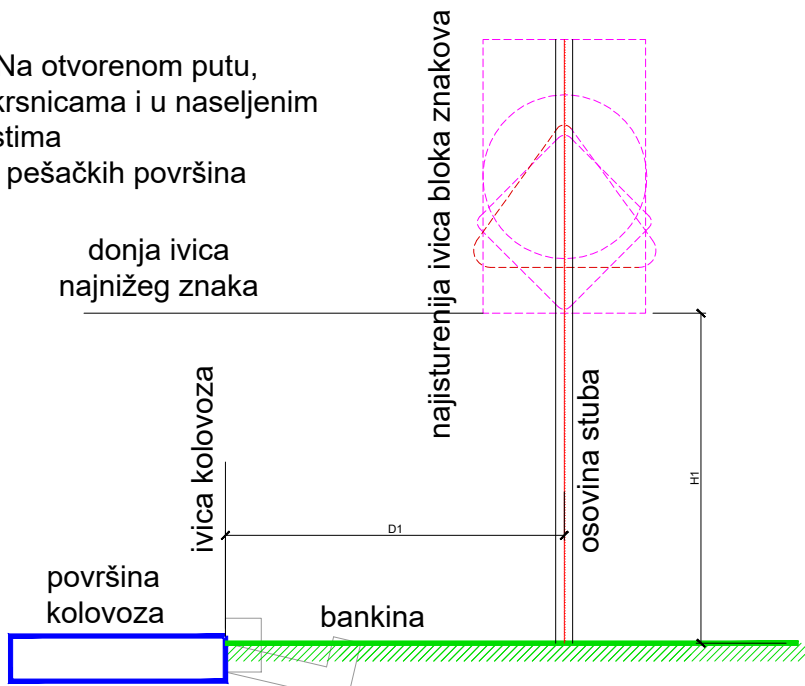 Na otvorenom putu,
krsnicama i u naseljenim
stima
pešačkih površina
donja ivica
najnižeg znaka
najisturenija ivica bloka znakova
ivica kolovoza
osovina stuba
H1
D1
površina
kolovoza
bankina